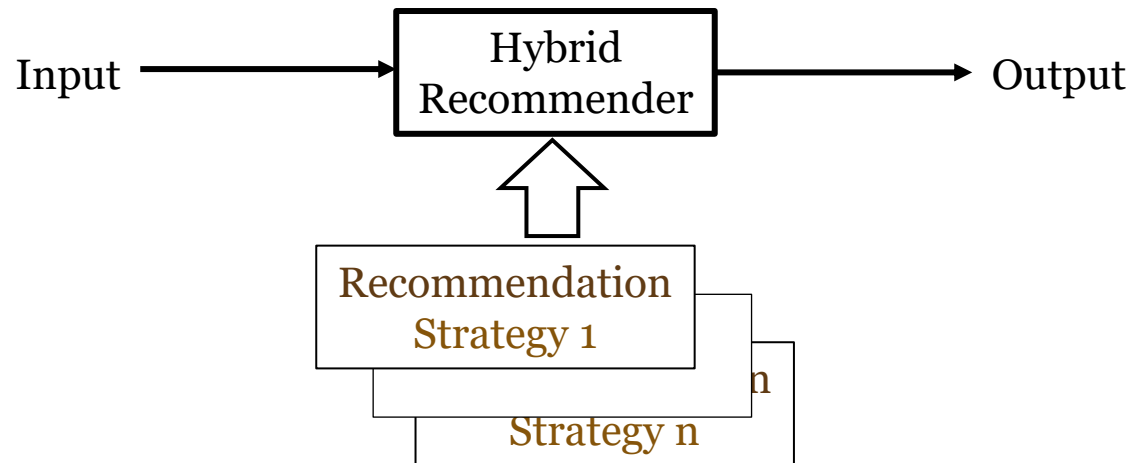 Input
Hybrid
Recommender
Output
Recommendation
Strategy 1
n
Strategy n